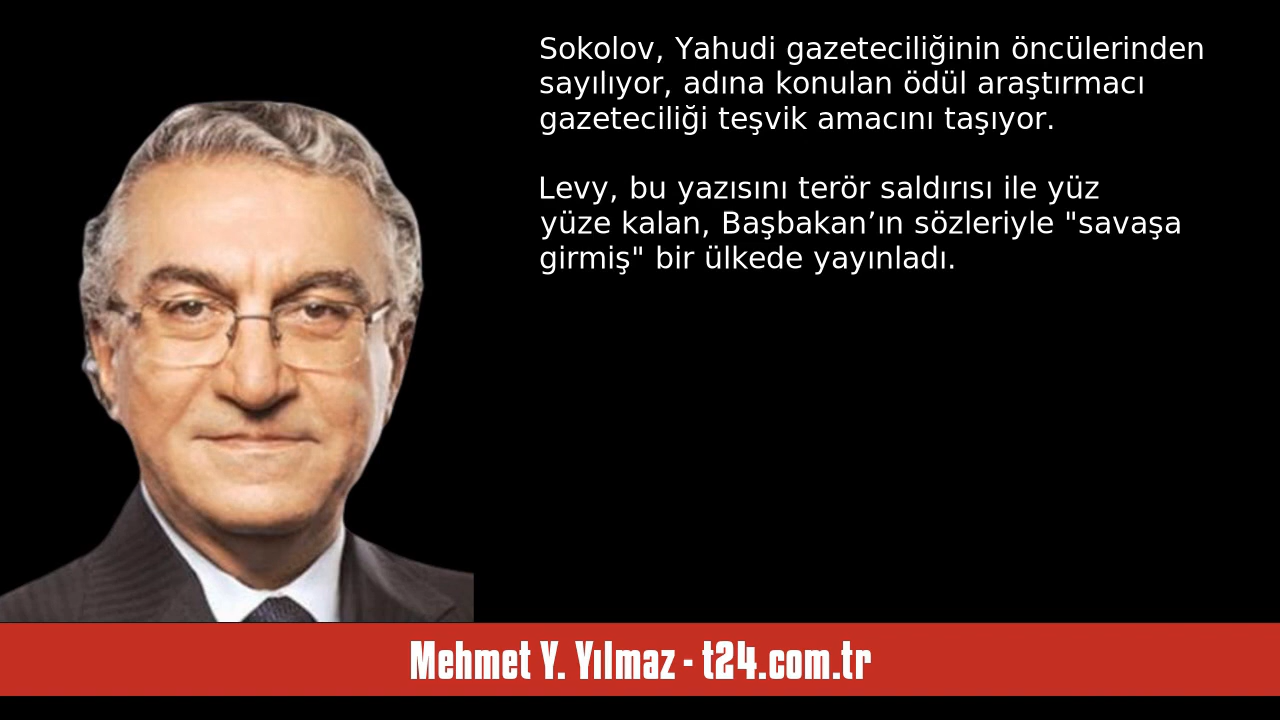 Sokolov, Yahudi gazeteciliğinin öncülerinden
sayılıyor, adına konulan ödül araştırmacı
gazeteciliği teşvik amacını taşıyor.
Levy, bu yazısını terör saldırısı ile yüz
yüze kalan, Başbakan’ın sözleriyle "savaşa
girmiş" bir ülkede yayınladı.
Mehmet Y. Yılmaz - t24.com.tr